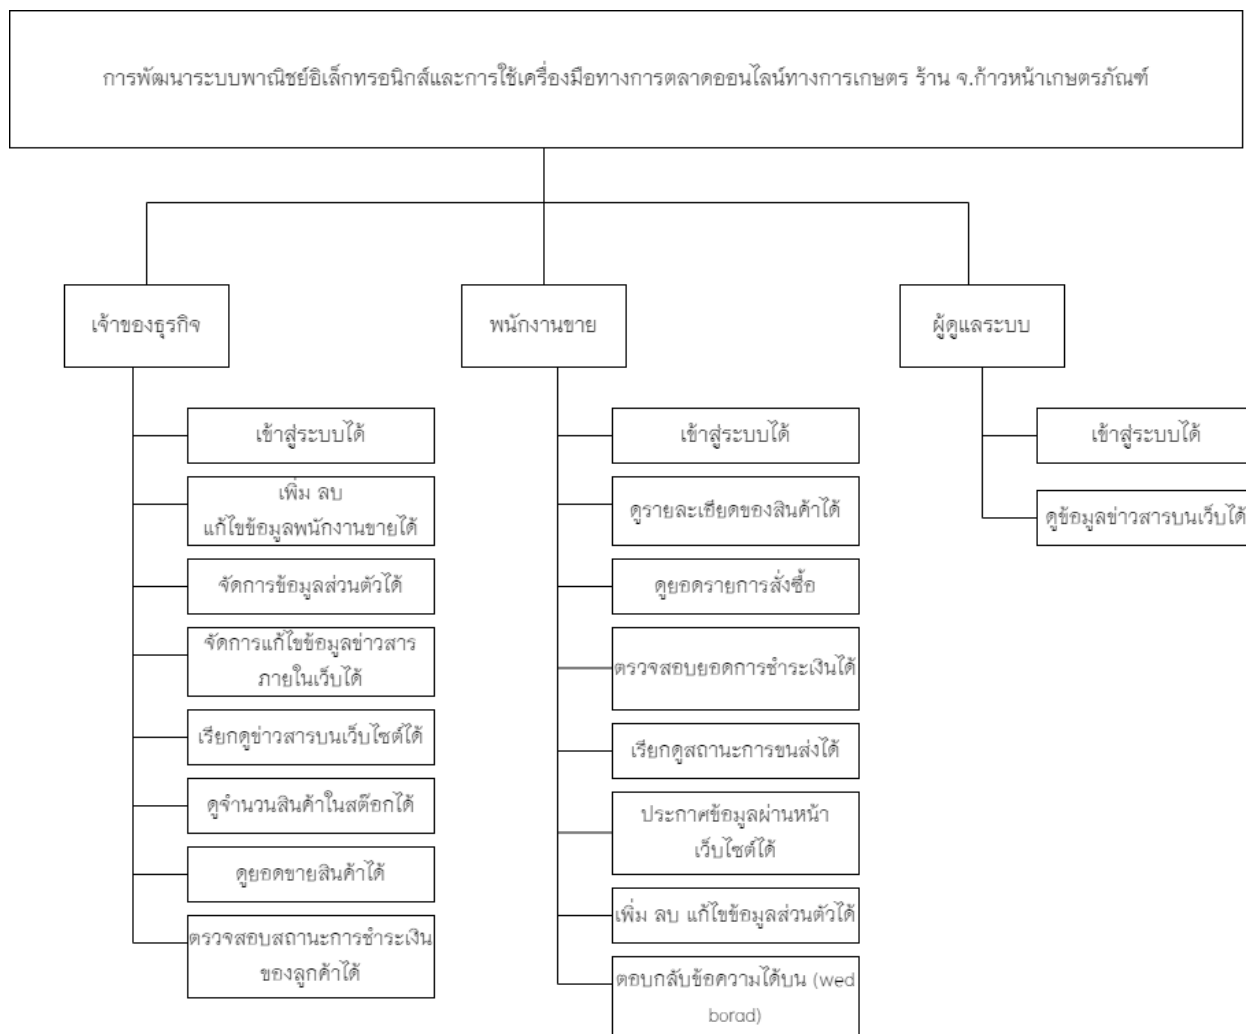 การพัฒนาระบบพาณิชย์อิเล็กทรอนิกส์และการใช้เครื่องมือทางการตลาดออนไลน์ทางการเกษตร ร้าน จ.ก้าวหน้าเกษตรภัณฑ์
เจ้าของธุรกิจ
เข้าสู่ระบบได้
เพิ่ม ลบ
แก้ไขข้อมูลพนักงานขายได้
จัดการข้อมูลส่วนตัวได้
จัดการแก้ไขข้อมูลข่าวสาร
ภายในเว็บได้
เรียกดูข่าวสารบนเว็บไซต์ได้
ดูจำนวนสินค้าในสต๊อกได้
ดูยอดขายสินค้าได้
ตรวจสอบสถานะการชำระเงิน
ของลูกค้าได้
พนักงานขาย
เข้าสู่ระบบได้
ดูรายละเอียดของสินค้าได้
ดูยอดรายการสั่งซื้อ
ตรวจสอบยอดการชำระเงินได้
เรียกดูสถานะการขนส่งได้
ประกาศข้อมูลผ่านหน้า
เว็บไซต์ได้
เพิ่ม ลบ แก้ไขข้อมูลส่วนตัวได้
ตอบกลับข้อความได้บน (wed
borad)
ผู้ดูแลระบบ
เข้าสู่ระบบได้
ดูข้อมูลข่าวสารบนเว็บได้